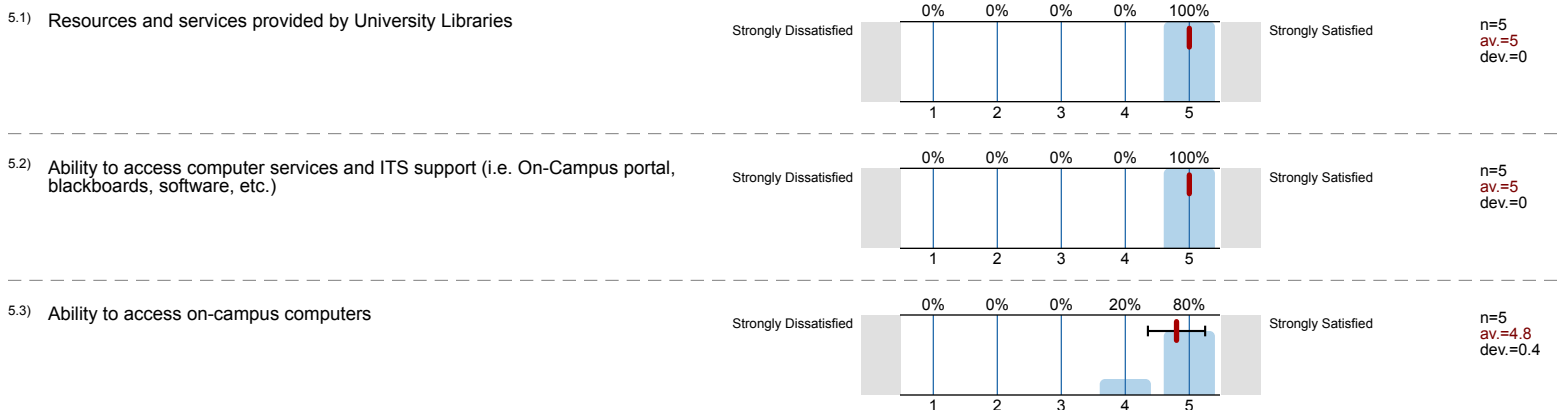 5.1) Resources and services provided by University Libraries
0% 0% 0% 0% 100%
Strongly Dissatisfied Strongly Satisfied
n=5
av.=5
dev.=0
1 2 3 4 5
5.2) Ability to access computer services and ITS support (i.e. On-Campus portal,
blackboards, software, etc.)
0% 0% 0% 0% 100%
Strongly Dissatisfied Strongly Satisfied
n=5
av.=5
dev.=0
1 2 3 4 5
5.3) Ability to access on-campus computers
0% 0% 0% 20% 80%
Strongly Dissatisfied Strongly Satisfied
n=5
av.=4.8
dev.=0.4
1 2 3 4 5